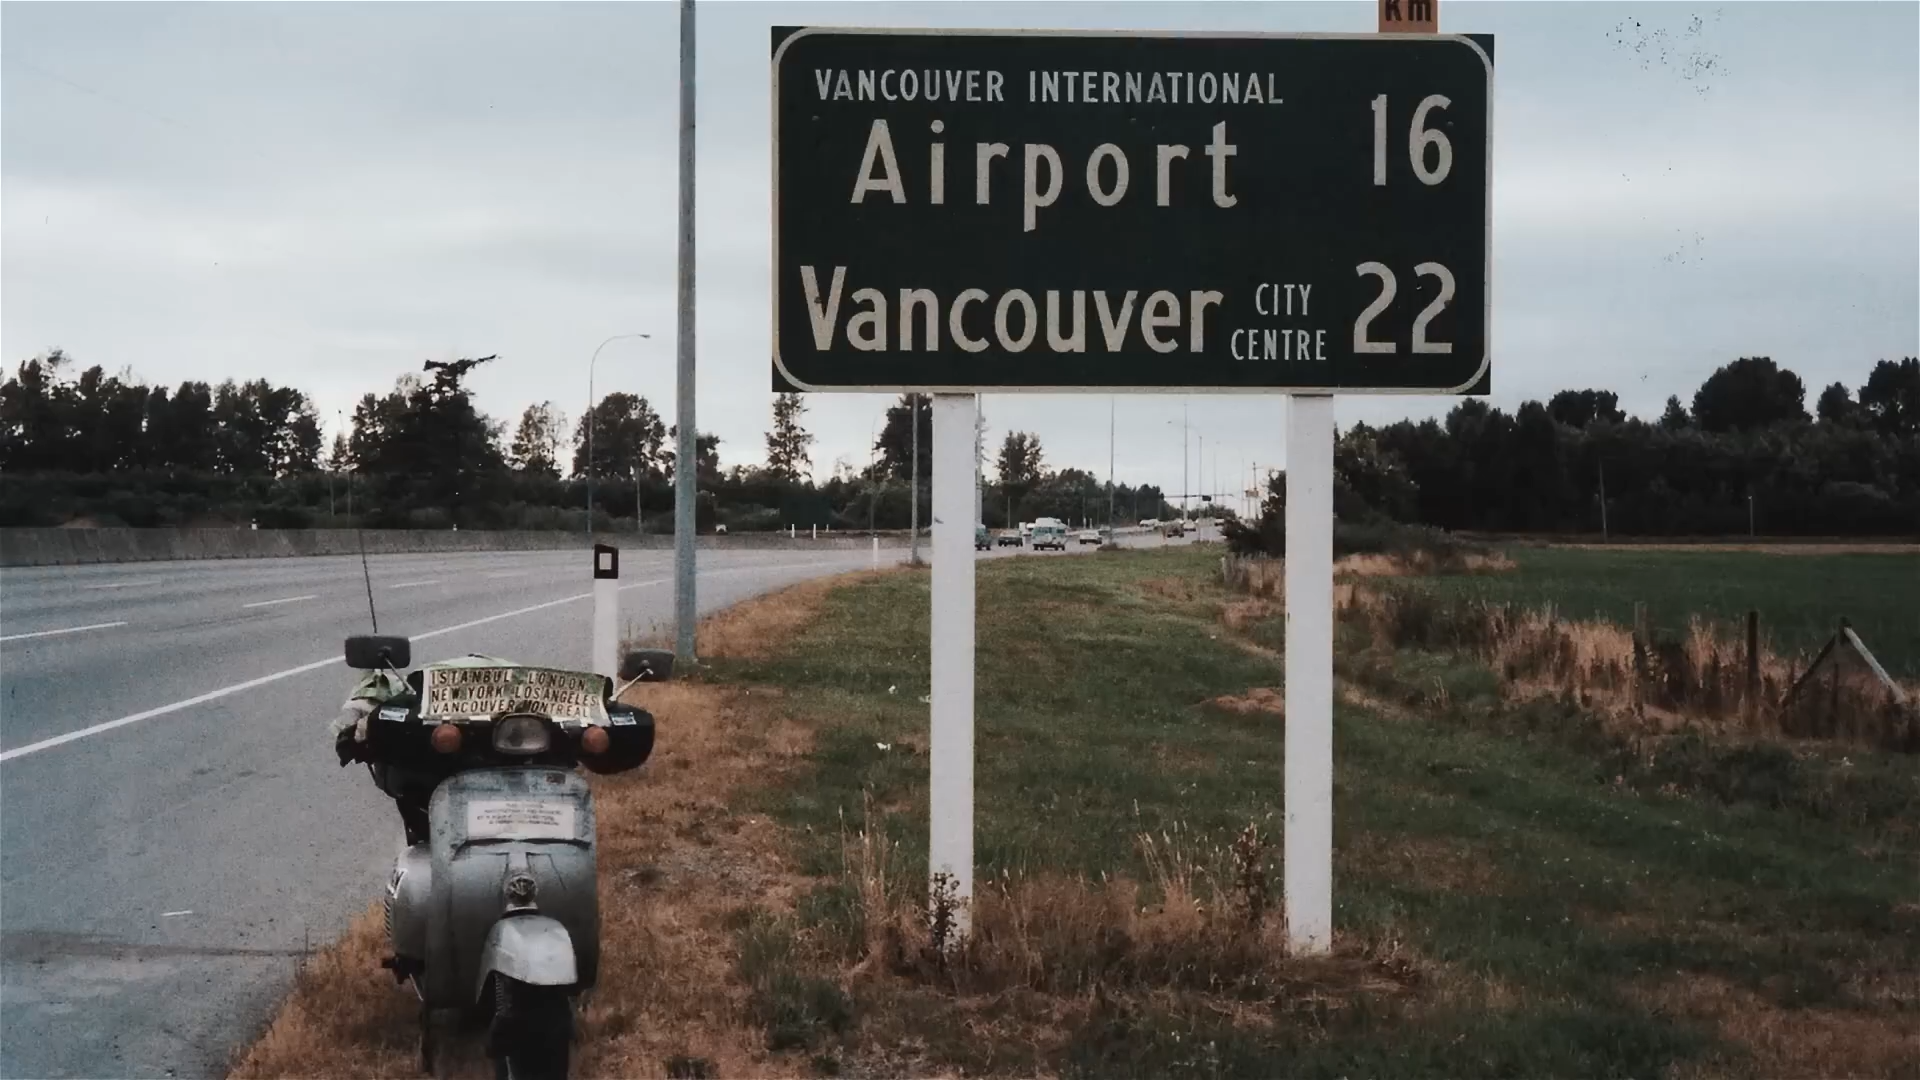 km
VANCOUVER INTERNATIONAL
Airport 16
Vancouver CITY CENTRE 22
ISTANBUL LONDON
NEW YORK LOS ANGELES
VANCOUVER MONTREAL